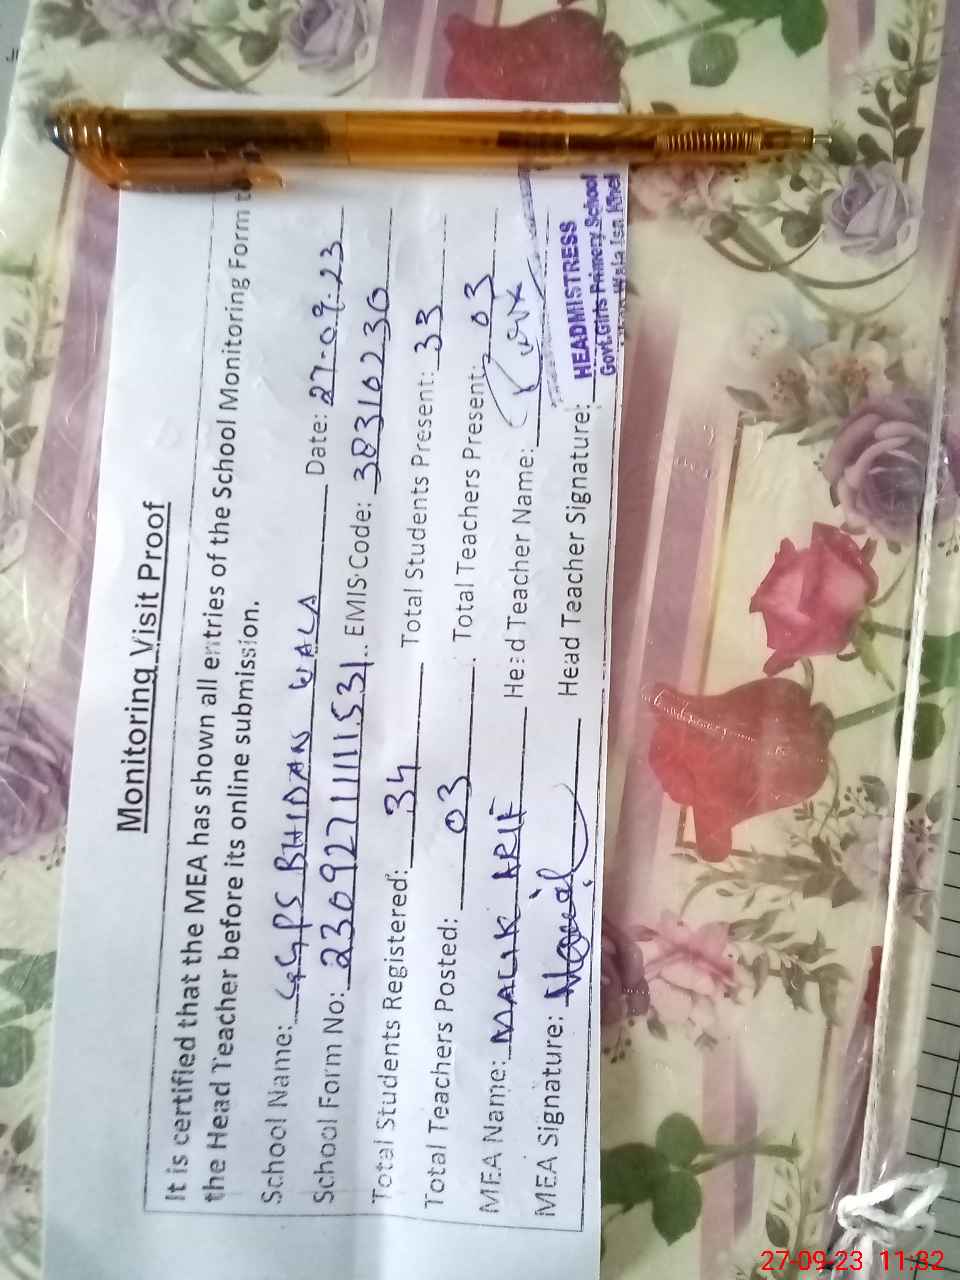 Monitoring Visit Proof
It is certified that the MEA has shown all entries of the School Monitoring Form to
the Head Teacher before its online submission.
School Name: GGPS BHIDAN WALA Date: 27-09-23
School Form No: 23092711111531 EMIS Code: 38310230
Total Students Registered: 34 Total Students Present: 33
Total Teachers Posted: 03 Total Teachers Present: 03
MEA Name: MALIK ARIF Head Teacher Name:
MEA Signature: Head Teacher Signature:
HEADMISTRESS
Govt.Girls Primary School
Wala Isa Khel
27-09-23 11:32